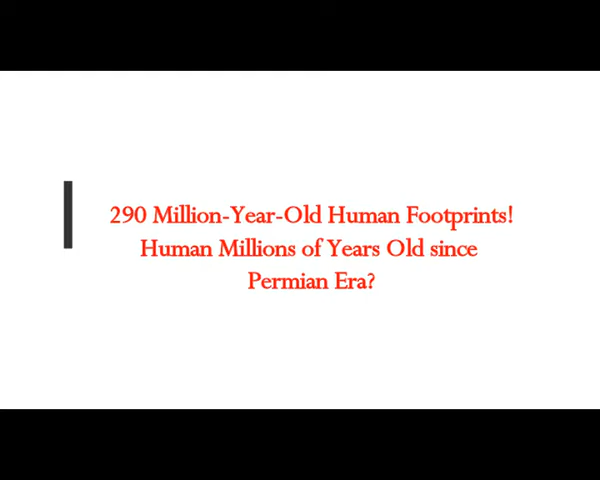 290 Million-Year-Old Human Footprints!
Human Millions of Years Old since
Permian Era?